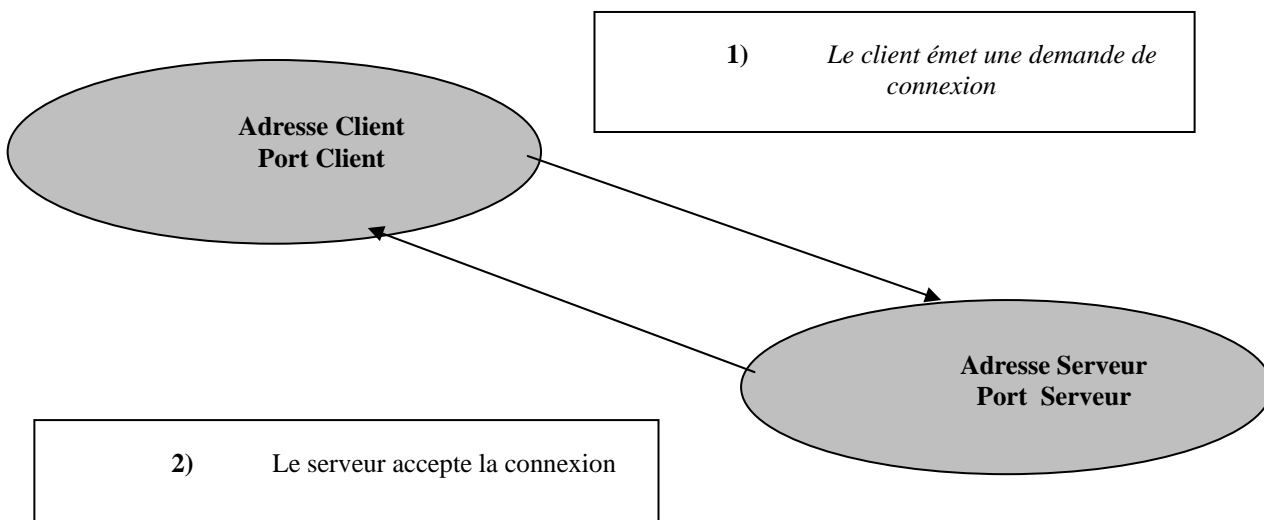 1) Le client émet une demande de
connexion
Adresse Client
Port Client
Adresse Serveur
Port Serveur
2) Le serveur accepte la connexion